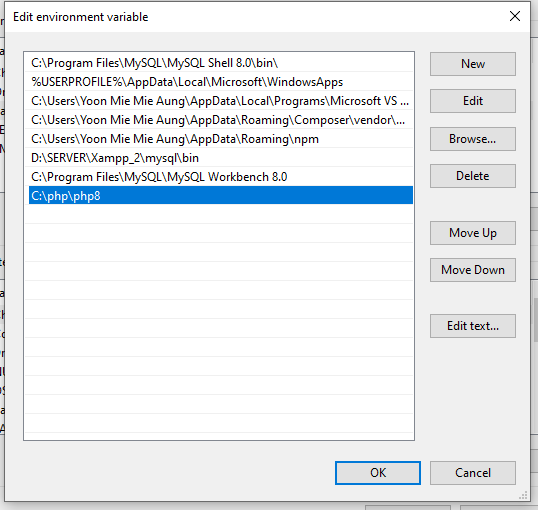 Edit environment variable
C:\Program Files\MySQL\MySQL Shell 8.0\bin\
%USERPROFILE%\AppData\Local\Microsoft\WindowsApps
C:\Users\Yoon Mie Mie Aung\AppData\Local\Programs\Microsoft VS ...
C:\Users\Yoon Mie Mie Aung\AppData\Roaming\Composer\vendor\...
C:\Users\Yoon Mie Mie Aung\AppData\Roaming\npm
D:\SERVER\Xampp_2\mysql\bin
C:\Program Files\MySQL\MySQL Workbench 8.0
C:\php\php8
New
Edit
Browse...
Delete
Move Up
Move Down
Edit text...
OK
Cancel